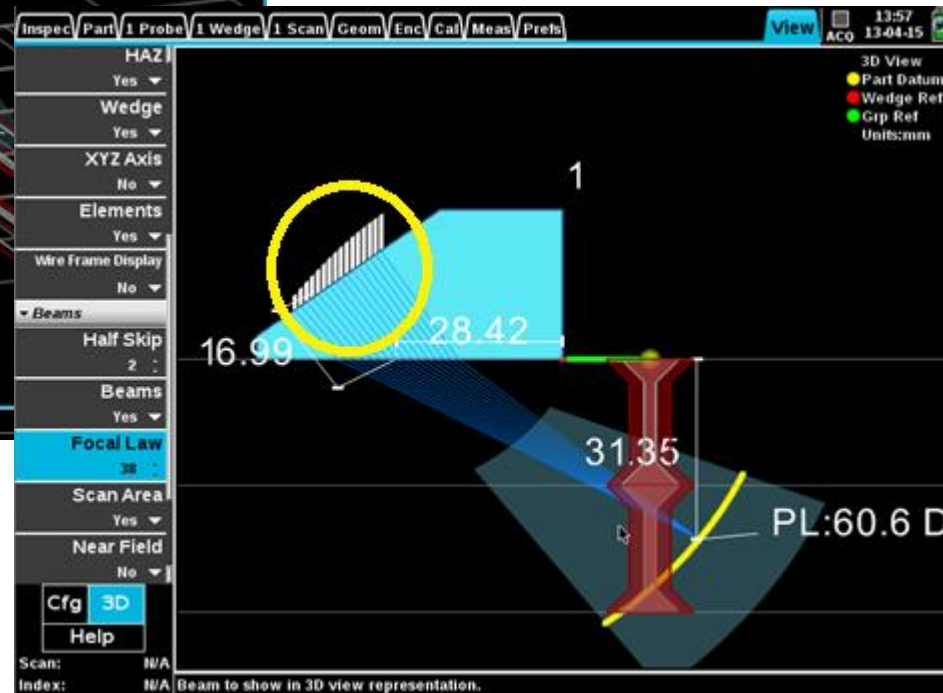 Inspec Part 1 Probe 1 Wedge 1 Scan Geom Enc Cal Meas Prefs
View
ACQ
13:57
13-04-15
HAZ
Yes
Wedge
Yes
XYZ Axis
No
Elements
Yes
Wire Frame Display
No
Beams
Half Skip
2
Beams
Yes
Focal Law
38
Scan Area
Yes
Near Field
No
Cfg 3D
Help
Scan: N/A
Index: N/A
3D View
Part Datum
Wedge Ref
Grp Ref
Units:mm
1
16.99
28.42
31.35
PL:60.6 D
Beam to show in 3D view representation.